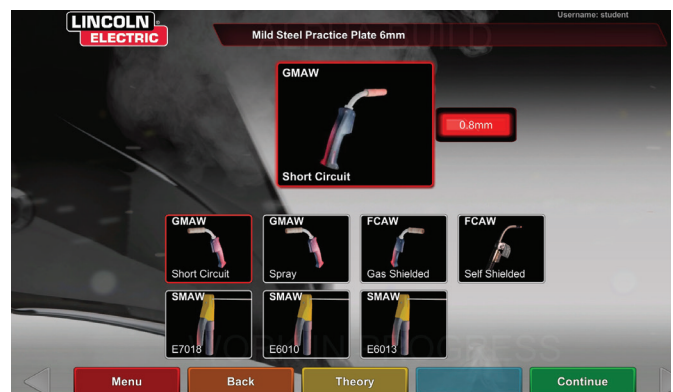 Username: student
LINCOLN
ELECTRIC
Mild Steel Practice Plate 6mm
GMAW
0.8mm
Short Circuit
GMAW
Short Circuit
GMAW
Spray
FCAW
Gas Shielded
FCAW
Self Shielded
SMAW
E7018
SMAW
E6010
SMAW
E6013
Menu
Back
Theory
Continue